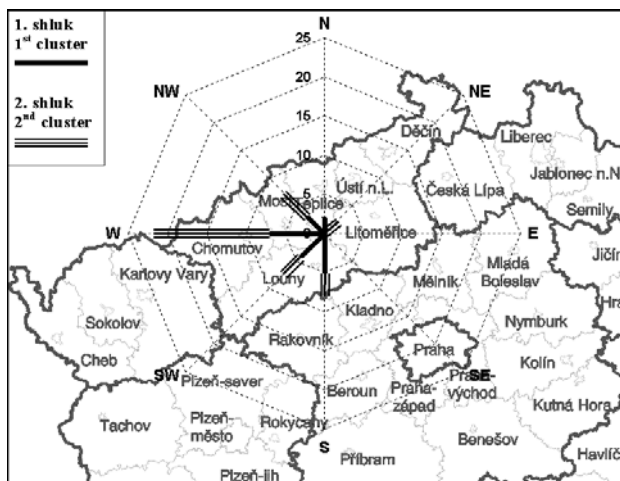 1. shluk
1st cluster
2. shluk
2nd cluster
N
25
20
15
10
5
0
NW
NE
W
E
SW
SE
S
Děčín
Liberec
Jablonec n.N
Semily
Česká Lípa
Ústí n.L.
Teplice
Most
Litoměřice
Chomutov
Karlovy Vary
Louny
Mělník
Mladá
Boleslav
Jičín
Sokolov
Kladno
Nymburk
Rakovník
Praha
Cheb
Kolín
Plzeň-sever
Beroun
Praha-
západ
Praha-
východ
Kutná Hora
Tachov
Plzeň-
město
Rokycany
Benešov
Havlíč
Příbram
Plzeň-jih